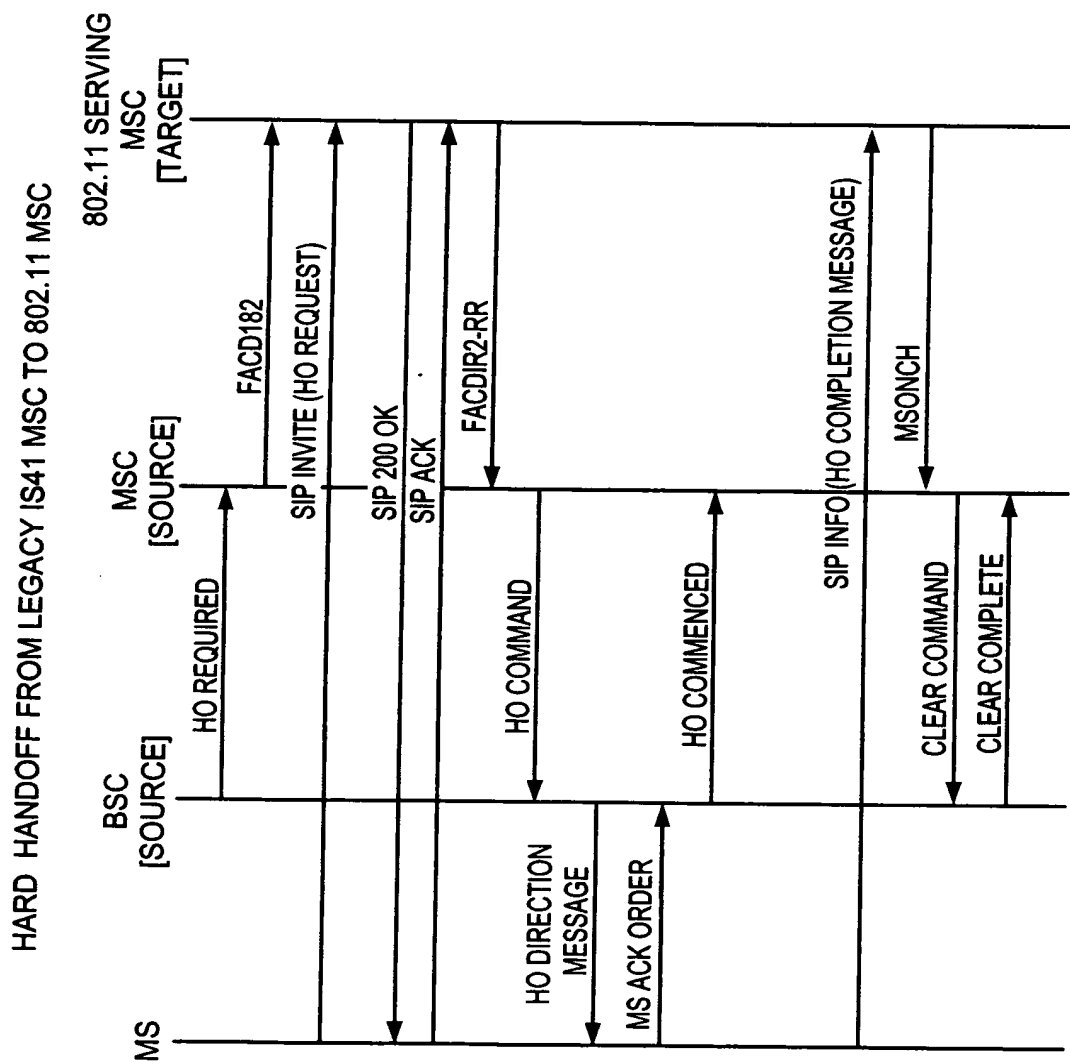 HARD HANDOFF FROM LEGACY IS41 MSC TO 802.11 MSC
MS
BSC
[SOURCE]
MSC
[SOURCE]
802.11 SERVING
MSC
[TARGET]
HO REQUIRED
FACD182
SIP INVITE (HO REQUEST)
SIP 200 OK
SIP ACK
FACDIR2-RR
HO COMMAND
HO DIRECTION
MESSAGE
MS ACK ORDER
HO COMMENCED
SIP INFO (HO COMPLETION MESSAGE)
MSONCH
CLEAR COMMAND
CLEAR COMPLETE